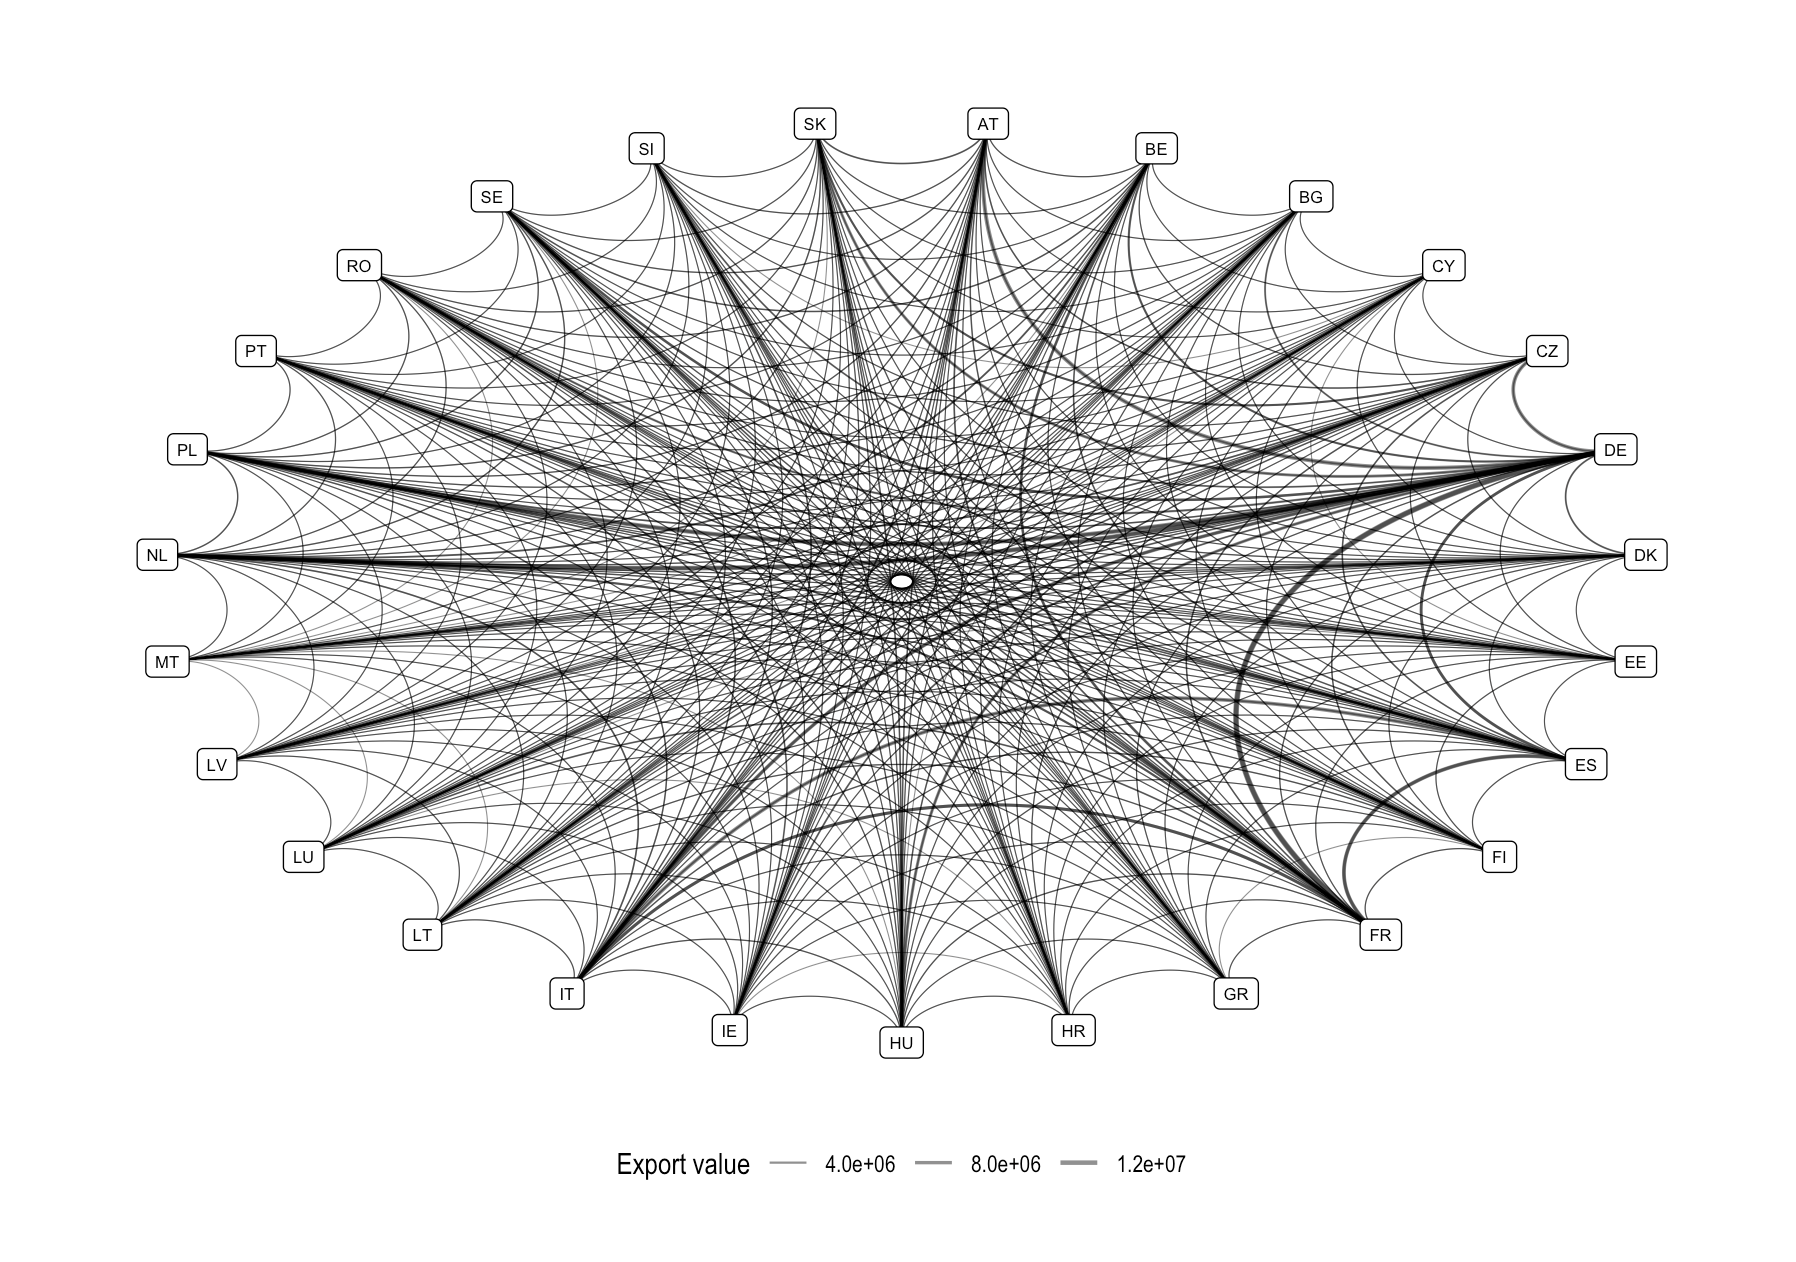 SK
AT
SI
BE
SE
BG
RO
CY
PT
CZ
PL
DE
NL
DK
MT
EE
LV
ES
LU
FI
LT
FR
IT
GR
IE
HR
HU
Export value 4.0e+06 8.0e+06 1.2e+07